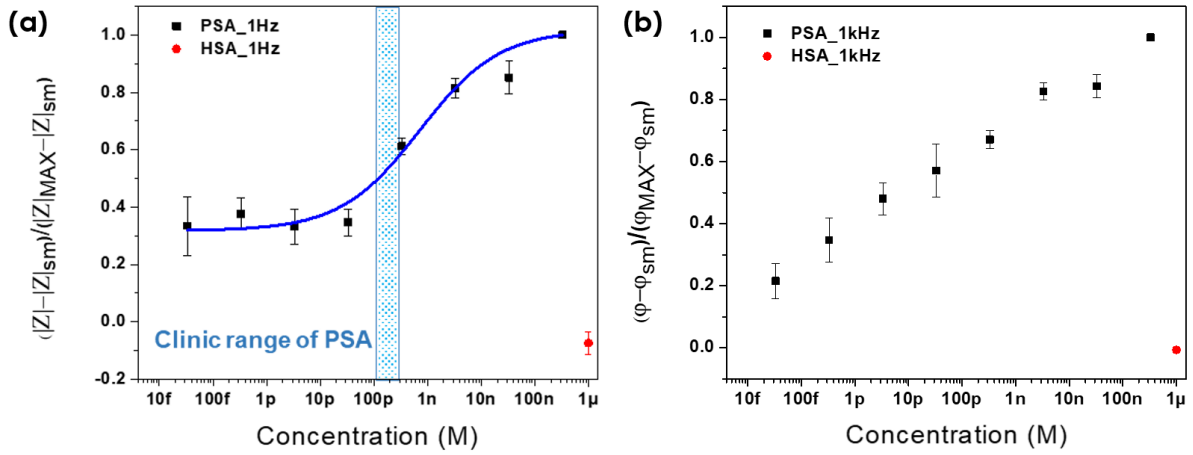 (a)
PSA_1Hz
HSA_1Hz
(|Z|−|Z|sm)/(|Z|MAX−|Z|sm)
1.0
0.8
0.6
0.4
0.2
0.0
-0.2
Clinic range of PSA
10f 100f 1p 10p 100p 1n 10n 100n 1µ
Concentration (M)
(b)
PSA_1kHz
HSA_1kHz
(φ−φsm)/(φMAX−φsm)
1.0
0.8
0.6
0.4
0.2
0.0
10f 100f 1p 10p 100p 1n 10n 100n 1µ
Concentration (M)